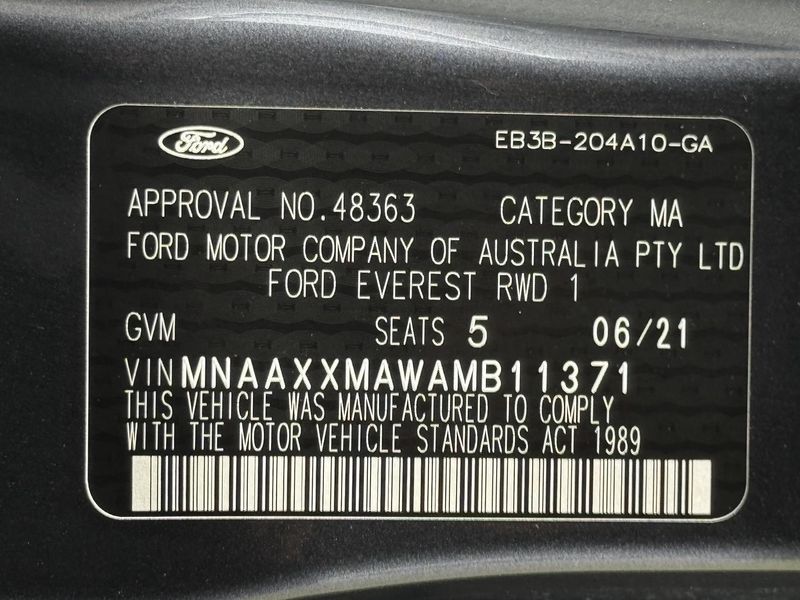 Ford EB3B-204A10-GA
APPROVAL NO.48363 CATEGORY MA
FORD MOTOR COMPANY OF AUSTRALIA PTY LTD
FORD EVEREST RWD 1
GVM SEATS 5 06/21
VIN MNAAXXMAWAMB11371
THIS VEHICLE WAS MANUFACTURED TO COMPLY
WITH THE MOTOR VEHICLE STANDARDS ACT 1989